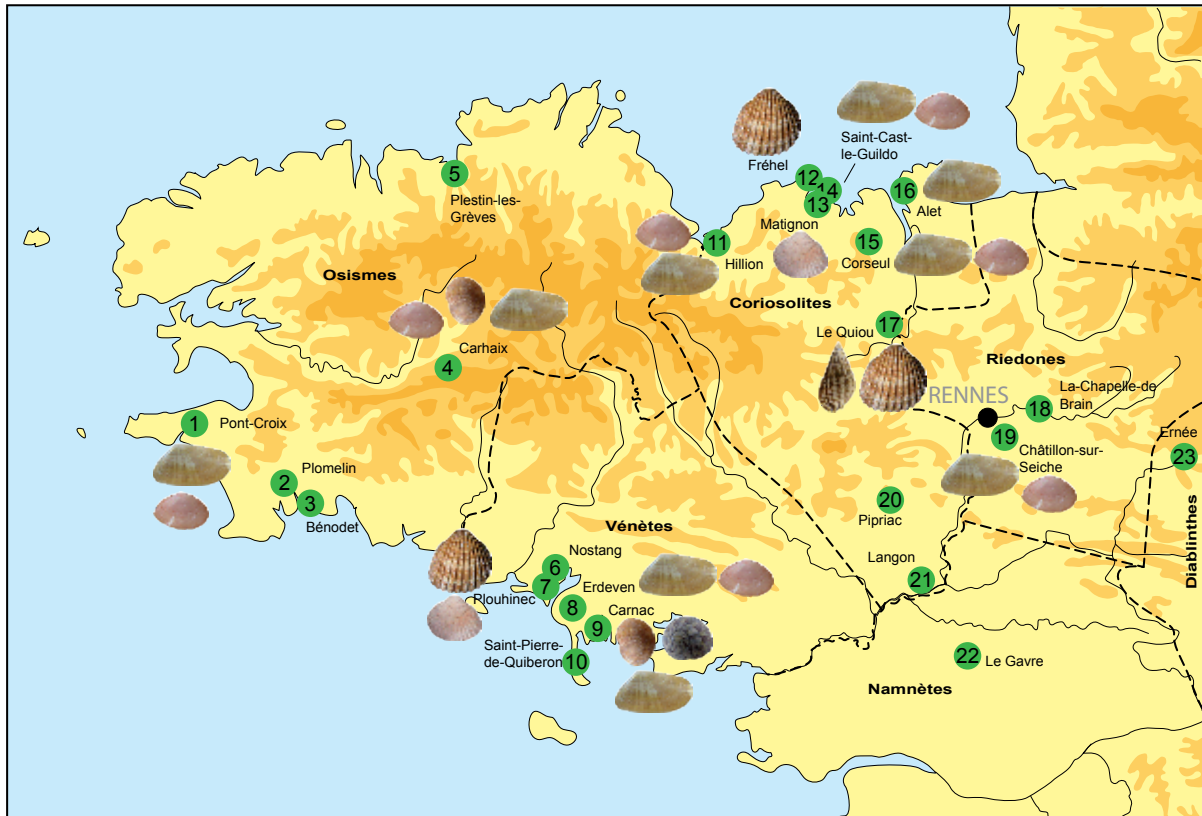 Saint-Cast-
le-Guildo
Fréhel
12
14
13
16
5
Plestin-les-
Grèves
Alet
Matignon
11
15
Hillion
Corseul
Osismes
Coriosolites
17
Le Quiou
Riedones
Carhaix
4
RENNES
La-Chapelle-de
Brain
18
1
Pont-Croix
19
Châtillon-sur-
Seiche
Ernée
23
2
Plomelin
3
Bénodet
20
Pipriac
Vénètes
Nostang
6
7
Plouhinec
Erdeven
8
Carnac
9
Saint-Pierre-
de-Quiberon
10
Langon
21
Diablinthes
22
Le Gavre
Namnètes